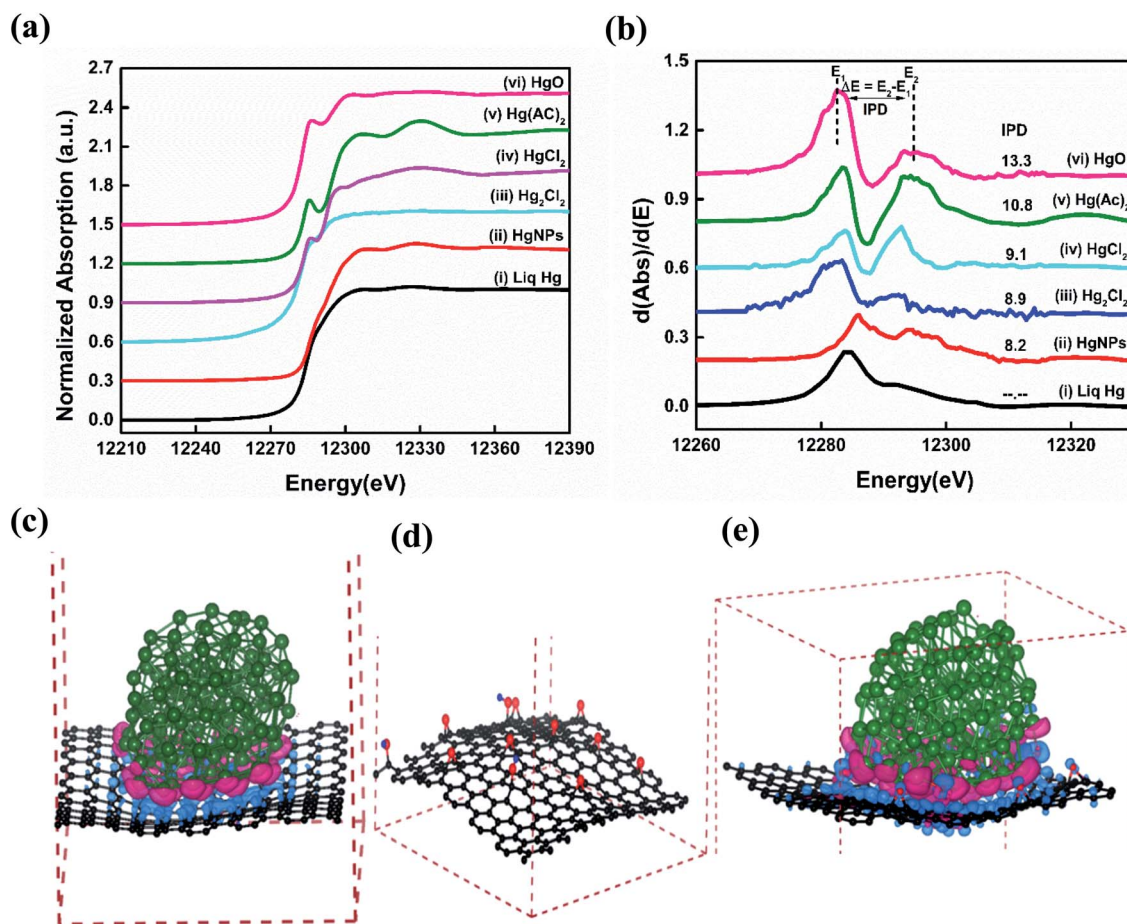 (a)
2.7
2.4
2.1
1.8
1.5
1.2
0.9
0.6
0.3
0.0
Normalized Absorption (a.u.)
(vi) HgO
(v) Hg(AC)₂
(iv) HgCl₂
(iii) Hg₂Cl₂
(ii) HgNPs
(i) Liq Hg
12210 12240 12270 12300 12330 12360 12390
Energy(eV)
(b)
1.5
1.2
0.9
0.6
0.3
0.0
d(Abs)/d(E)
E₁ E₂
ΔE = E₂-E₁
IPD
IPD
13.3 (vi) HgO
10.8 (v) Hg(Ac)₂
9.1 (iv) HgCl₂
8.9 (iii) Hg₂Cl₂
8.2 (ii) HgNPs
--.-- (i) Liq Hg
12260 12280 12300 12320
Energy(eV)
(c)
(d)
(e)